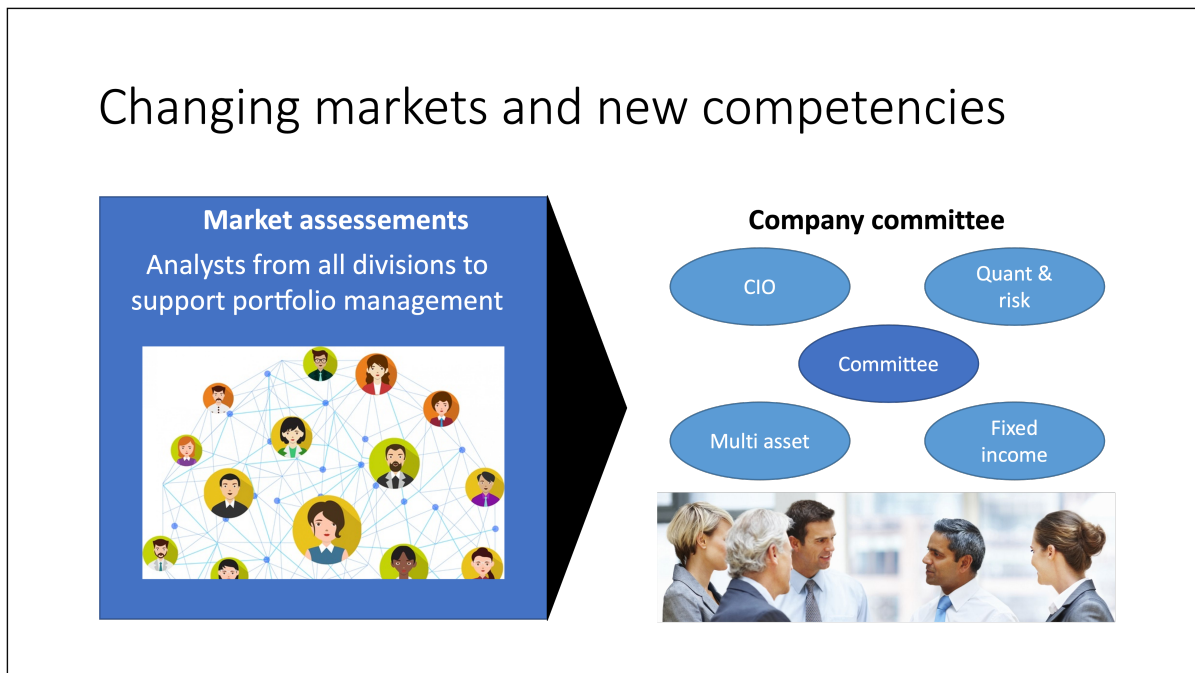 Changing markets and new competencies
Market assessements
Analysts from all divisions to
support portfolio management
Company committee
CIO
Quant &
risk
Committee
Multi asset
Fixed
income